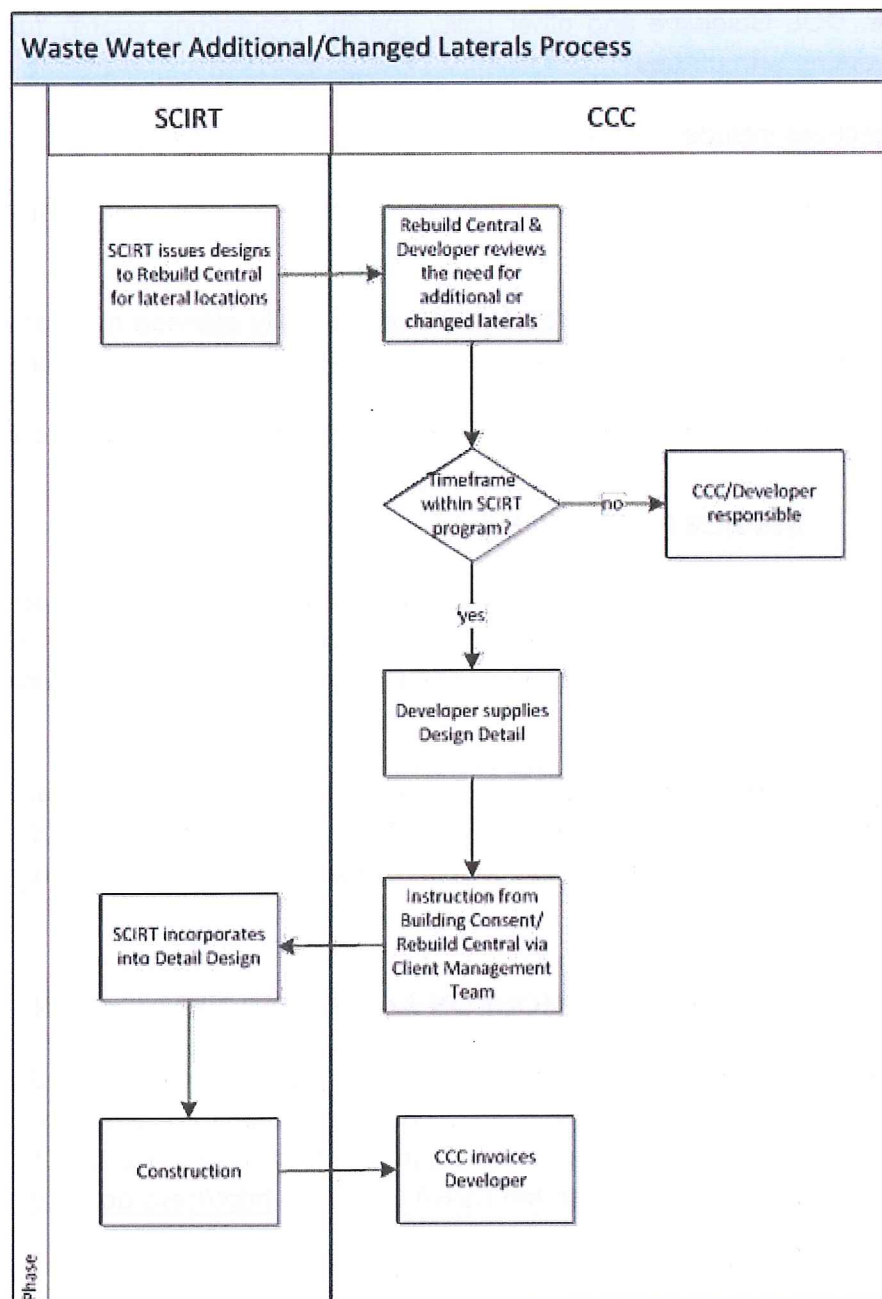 Waste Water Additional/Changed Laterals Process
SCIRT
CCC
SCIRT issues designs
to Rebuild Central
for lateral locations
Rebuild Central &
Developer reviews
the need for
additional or
changed laterals
Timeframe
within SCIRT
program?
no
CCC/Developer
responsible
yes
Developer supplies
Design Detail
Instruction from
Building Consent/
Rebuild Central via
Client Management
Team
SCIRT incorporates
into Detail Design
Construction
CCC invoices
Developer
Phase